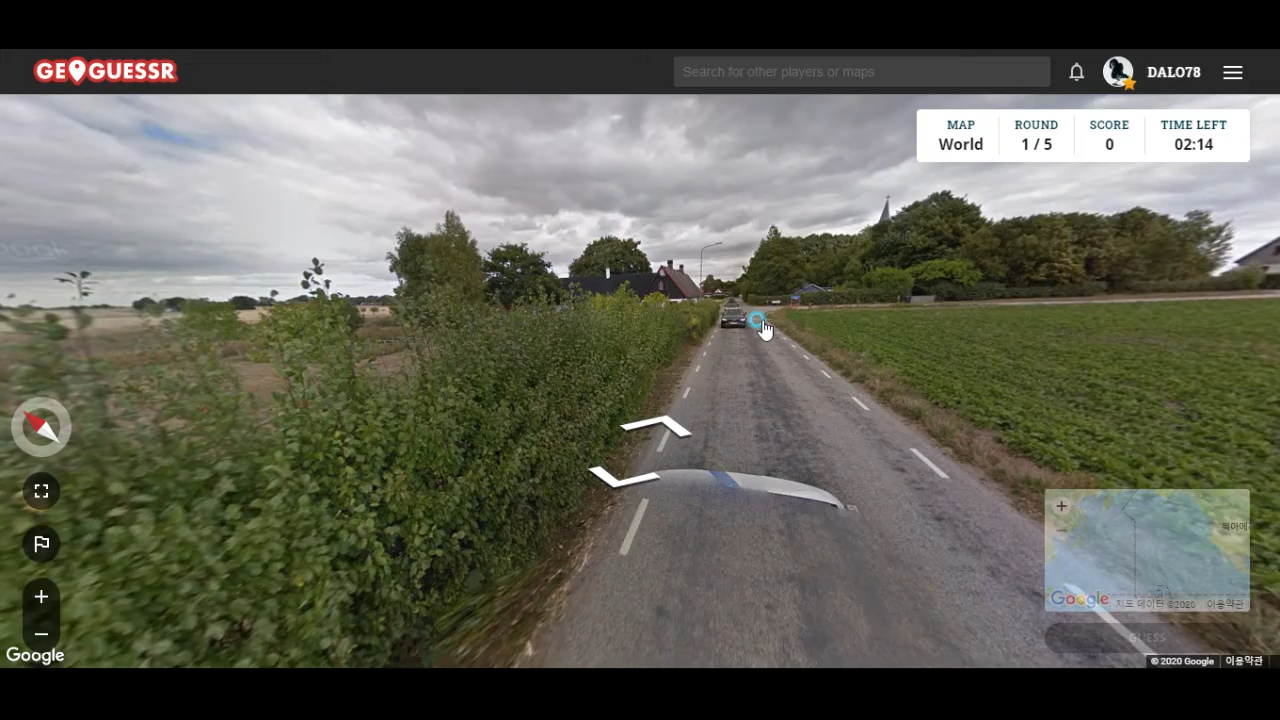 GEOGUESSR
Search for other players or maps
DALO78
MAP
World
ROUND
1 / 5
SCORE
0
TIME LEFT
02:14
Google
지도 데이터 ©2020 이용약관
GUESS
Google
© 2020 Google 이용약관